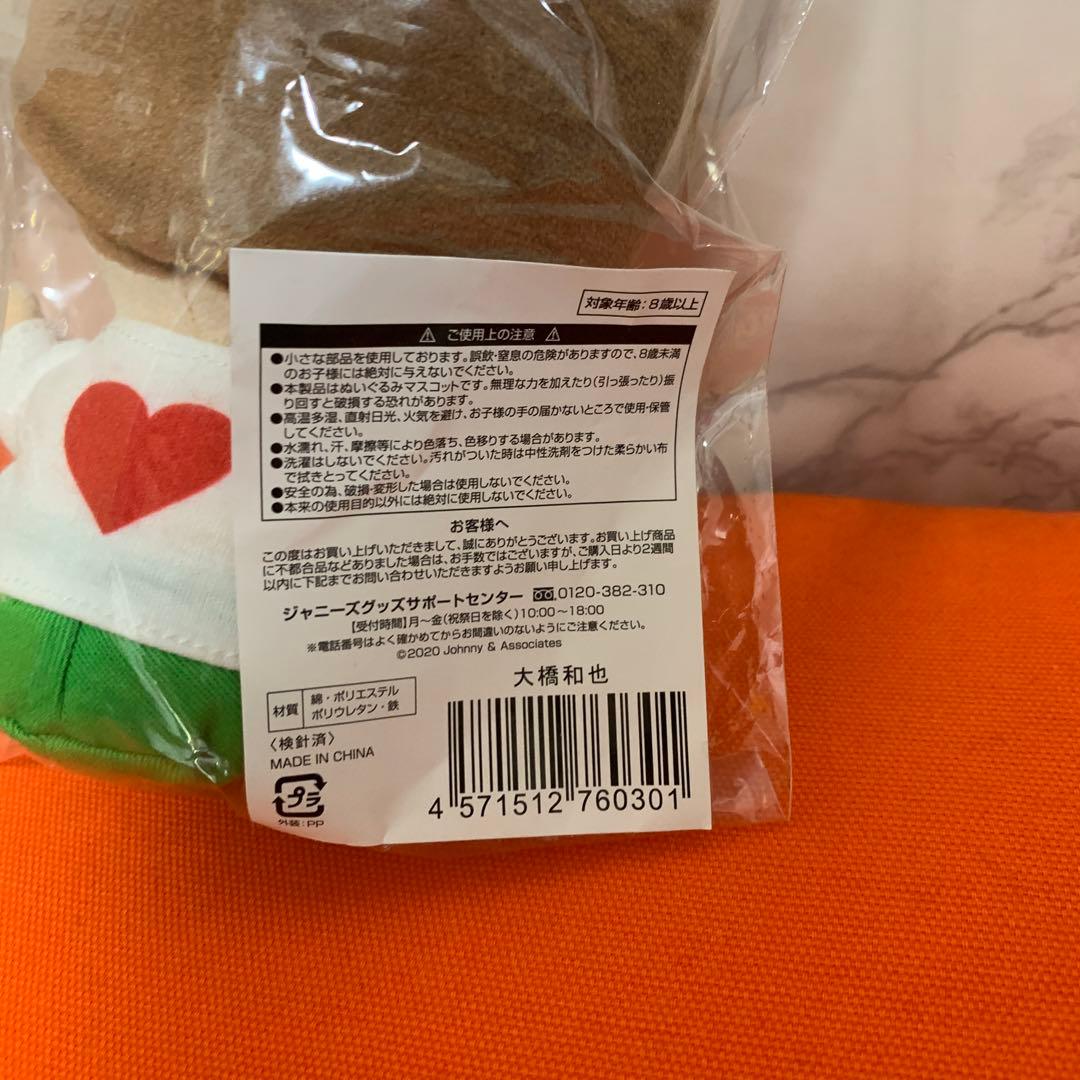 対象年齢:8歳以上
ご使用上の注意
●小さな部品を使用しております。誤飲・窒息の危険がありますので、8歳未満
のお子様には絶対に与えないでください。
●本製品はぬいぐるみマスコットです。無理な力を加えたり(引っ張ったり)振
り回すと破損する恐れがあります。
●高温多湿、直射日光、火気を避け、お子様の手の届かないところで使用・保管
してください。
●水濡れ、汗、摩擦等により色落ち、色移りする場合があります。
●洗濯はしないでください。汚れがついた時は中性洗剤をつけた柔らかい布
で拭きとってください。
●安全の為、破損・変形した場合は使用しないでください。
●本来の使用目的以外には絶対に使用しないでください。
お客様へ
この度はお買い上げいただきまして、誠にありがとうございます。お買い上げ商品
に不都合品などありました場合は、お手数ではございますが、ご購入日より2週間
以内に下記までお問い合わせいただきますようお願い申し上げます。
ジャニーズグッズサポートセンター 0120-382-310
【受付時間】月～金(祝祭日を除く)10:00～18:00
※電話番号はよく確かめてからお間違いのないようにご注意ください。
©2020 Johnny & Associates
大橋和也
材質 綿・ポリエステル
ポリウレタン・鉄
〈検針済〉
MADE IN CHINA
プラ
外装:PP
4 571512 760301